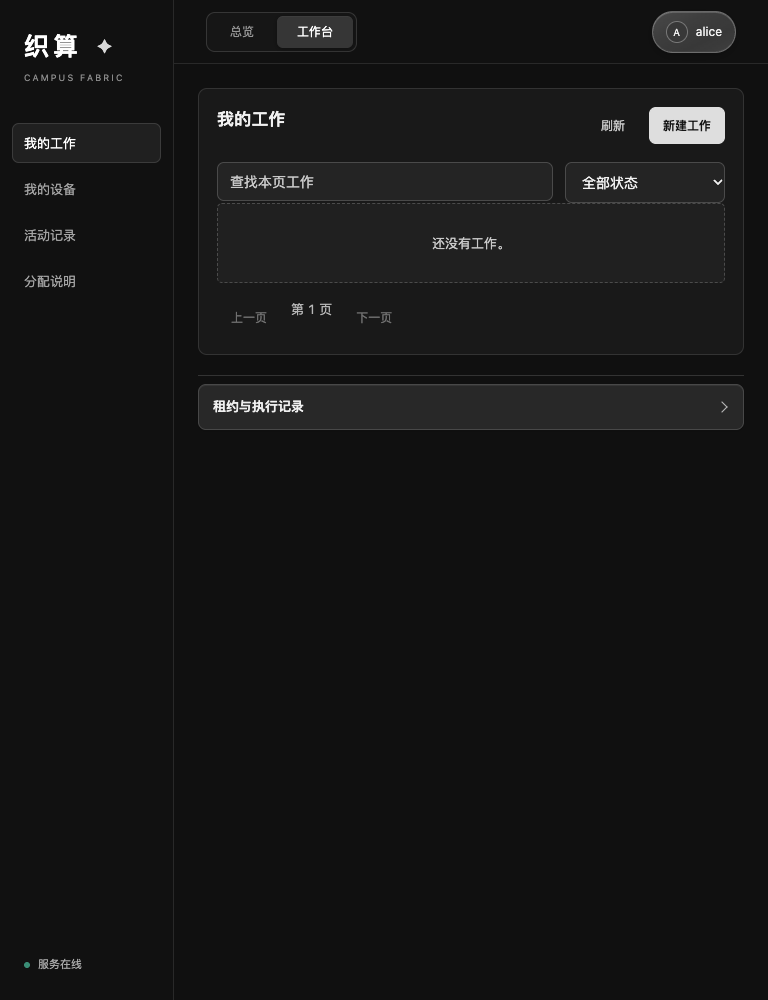 织算
CAMPUS FABRIC
我的工作
我的设备
活动记录
分配说明
服务在线
总览
工作台
A
alice
我的工作
刷新
新建工作
查找本页工作
全部状态
还没有工作。
上一页
第 1 页
下一页
租约与执行记录